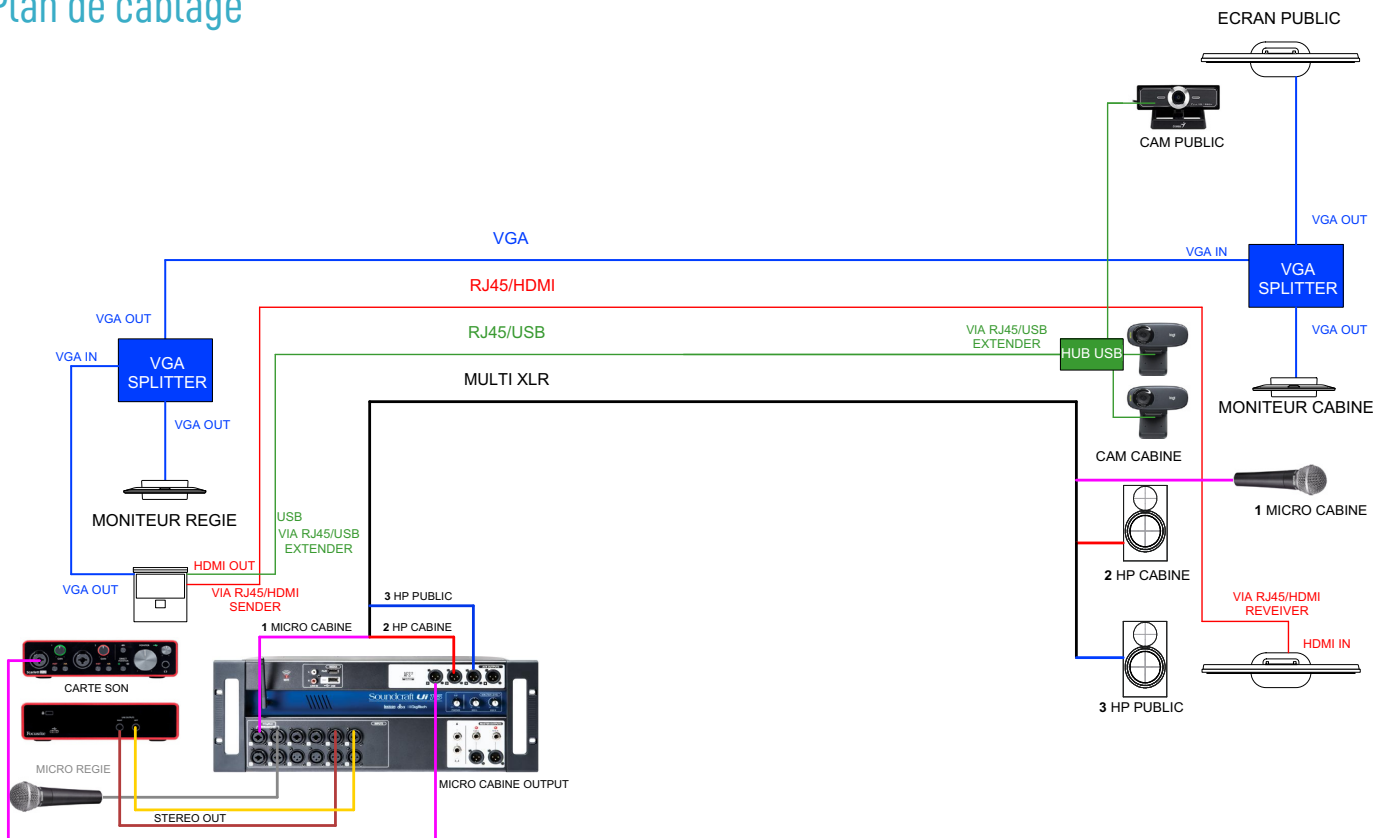 Plan de cablage
ECRAN PUBLIC
CAM PUBLIC
VGA OUT
VGA
VGA IN
VGA
SPLITTER
RJ45/HDMI
VGA OUT
RJ45/USB
VIA RJ45/USB
EXTENDER
HUB USB
VGA OUT
VGA IN
VGA
SPLITTER
MULTI XLR
MONITEUR CABINE
VGA OUT
CAM CABINE
MONITEUR REGIE
1 MICRO CABINE
USB
VIA RJ45/USB
EXTENDER
HDMI OUT
2 HP CABINE
VGA OUT
VIA RJ45/HDMI
SENDER
3 HP PUBLIC
VIA RJ45/HDMI
REVEIVER
1 MICRO CABINE
2 HP CABINE
HDMI IN
CARTE SON
Soundcraft Ui
3 HP PUBLIC
MICRO REGIE
MICRO CABINE OUTPUT
STEREO OUT